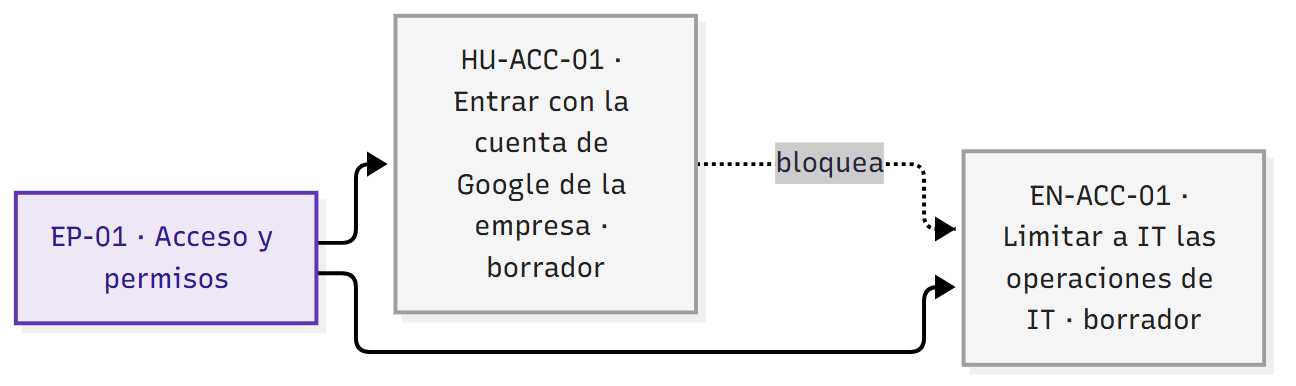 EP-01 · Acceso y
permisos
HU-ACC-01 ·
Entrar con la
cuenta de
Google de la
empresa ·
borrador
bloquea
EN-ACC-01 ·
Limitar a IT las
operaciones de
IT · borrador